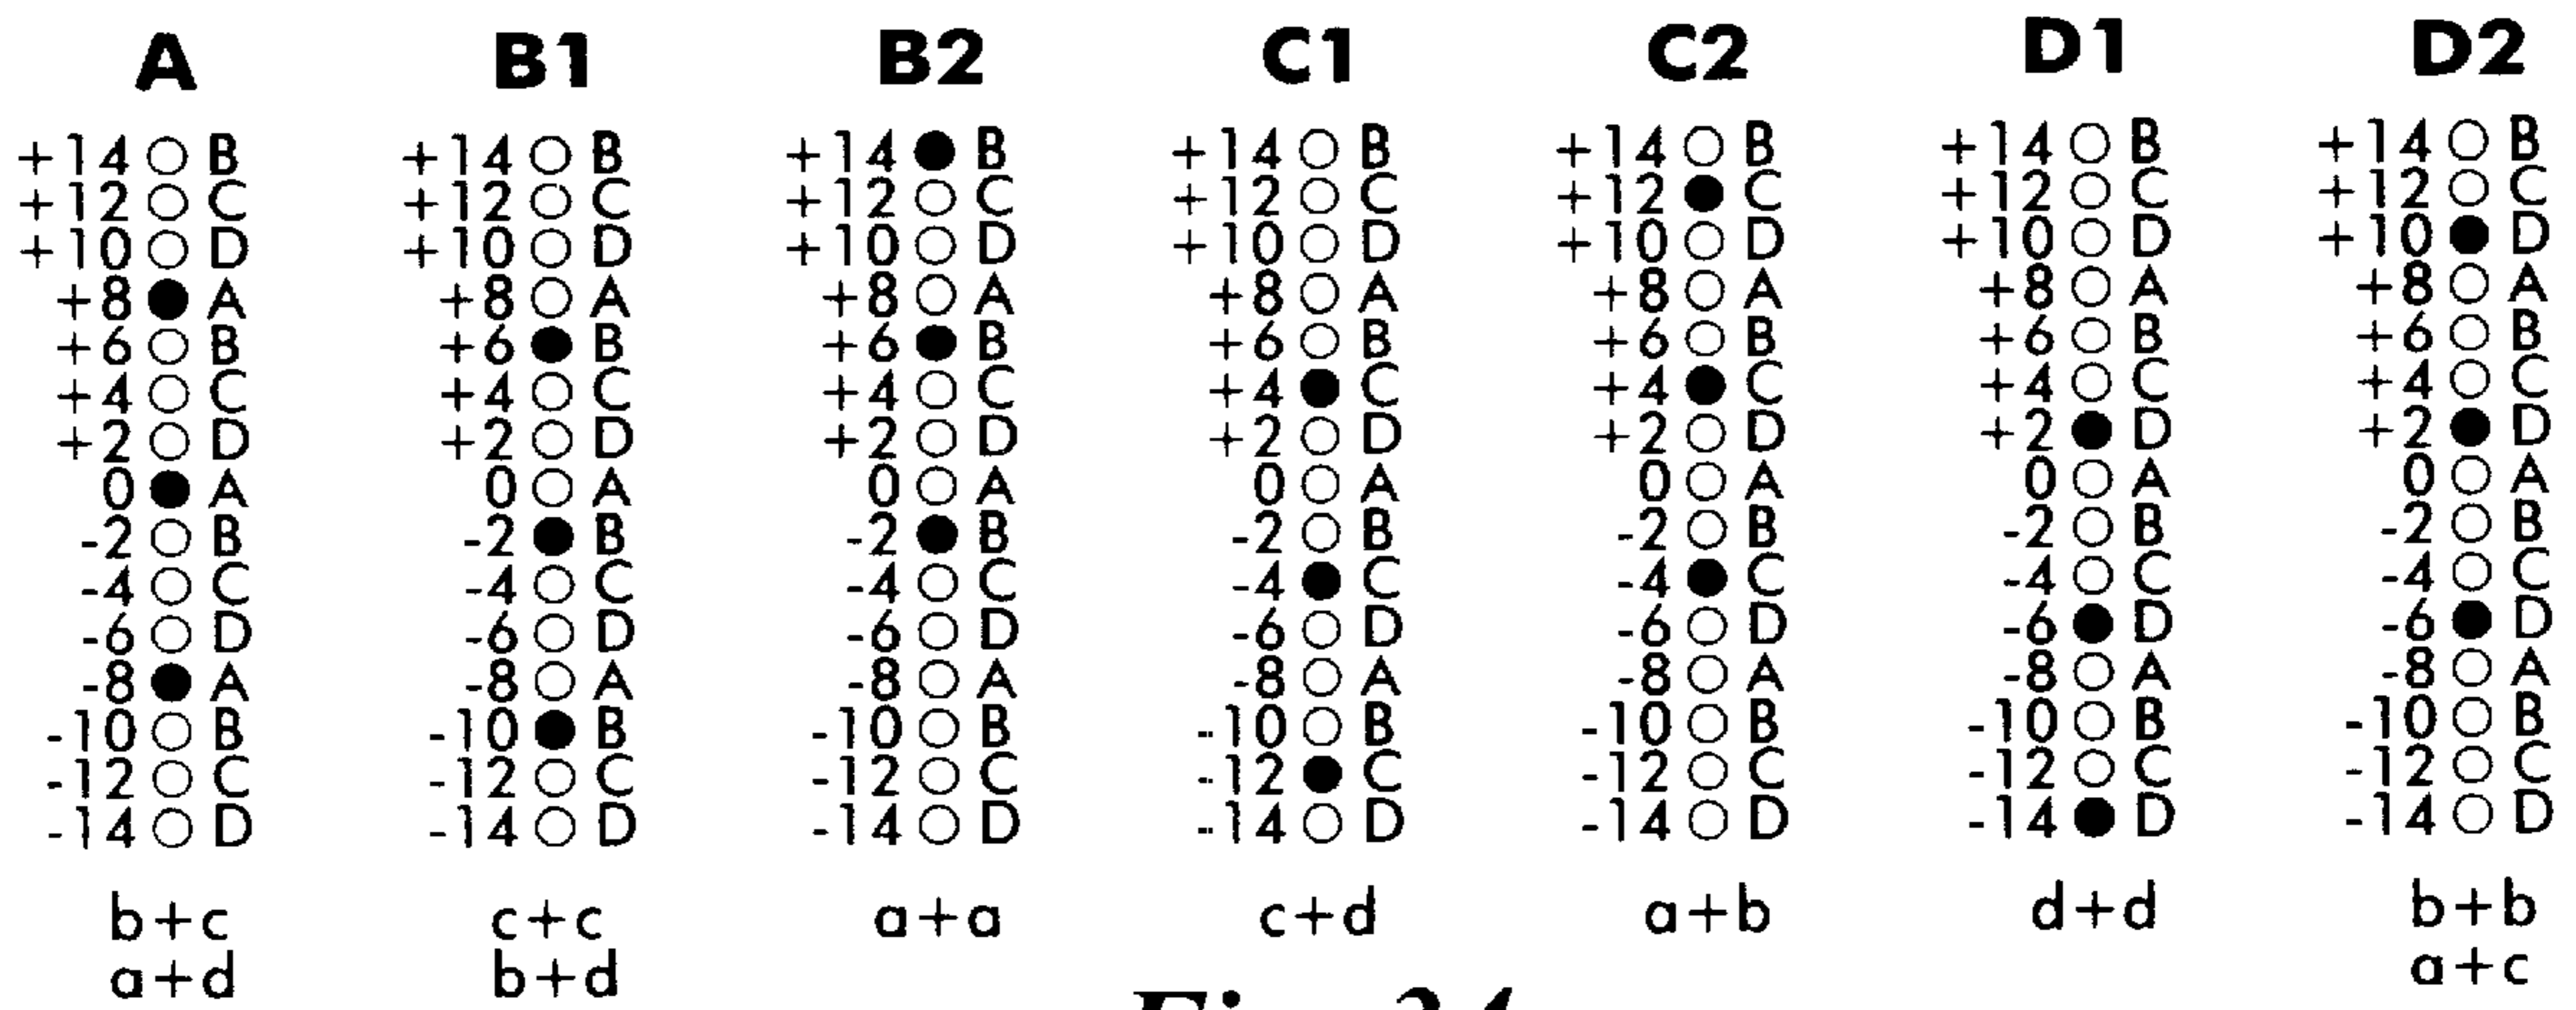 A B1 B2 C1 C2 D1 D2
+14 B +14 B +14 B +14 B +14 B +14 B +14 B
+12 C +12 C +12 C +12 C +12 C +12 C +12 C
+10 D +10 D +10 D +10 D +10 D +10 D +10 D
+8 A +8 A +8 A +8 A +8 A +8 A +8 A
+6 B +6 B +6 B +6 B +6 B +6 B +6 B
+4 C +4 C +4 C +4 C +4 C +4 C +4 C
+2 D +2 D +2 D +2 D +2 D +2 D +2 D
0 A 0 A 0 A 0 A 0 A 0 A 0 A
-2 B -2 B -2 B -2 B -2 B -2 B -2 B
-4 C -4 C -4 C -4 C -4 C -4 C -4 C
-6 D -6 D -6 D -6 D -6 D -6 D -6 D
-8 A -8 A -8 A -8 A -8 A -8 A -8 A
-10 B -10 B -10 B -10 B -10 B -10 B -10 B
-12 C -12 C -12 C -12 C -12 C -12 C -12 C
-14 D -14 D -14 D -14 D -14 D -14 D -14 D
b+c c+c a+a c+d a+b d+d b+b
a+d b+d a+c